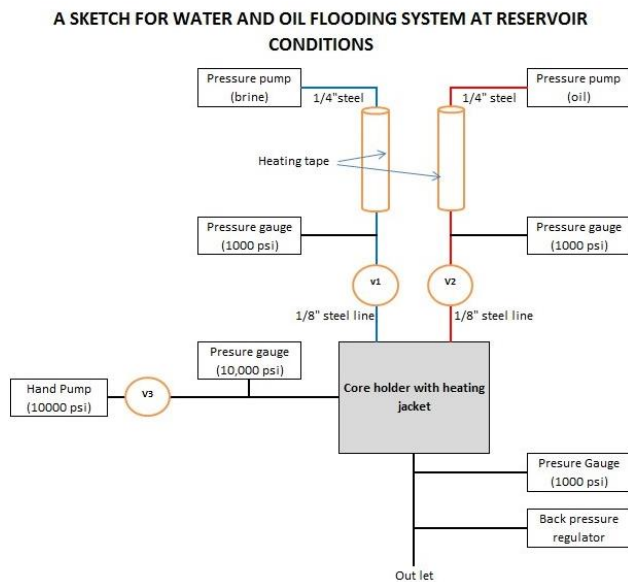 A SKETCH FOR WATER AND OIL FLOODING SYSTEM AT RESERVOIR
CONDITIONS
Pressure pump
(brine)
1/4"steel
1/4" steel
Pressure pump
(oil)
Heating tape
Pressure gauge
(1000 psi)
Pressure gauge
(1000 psi)
v1
V2
1/8" steel line
1/8" steel line
Presure gauge
(10,000 psi)
Hand Pump
(10000 psi)
V3
Core holder with heating
jacket
Presure Gauge
(1000 psi)
Back pressure
regulator
Out let